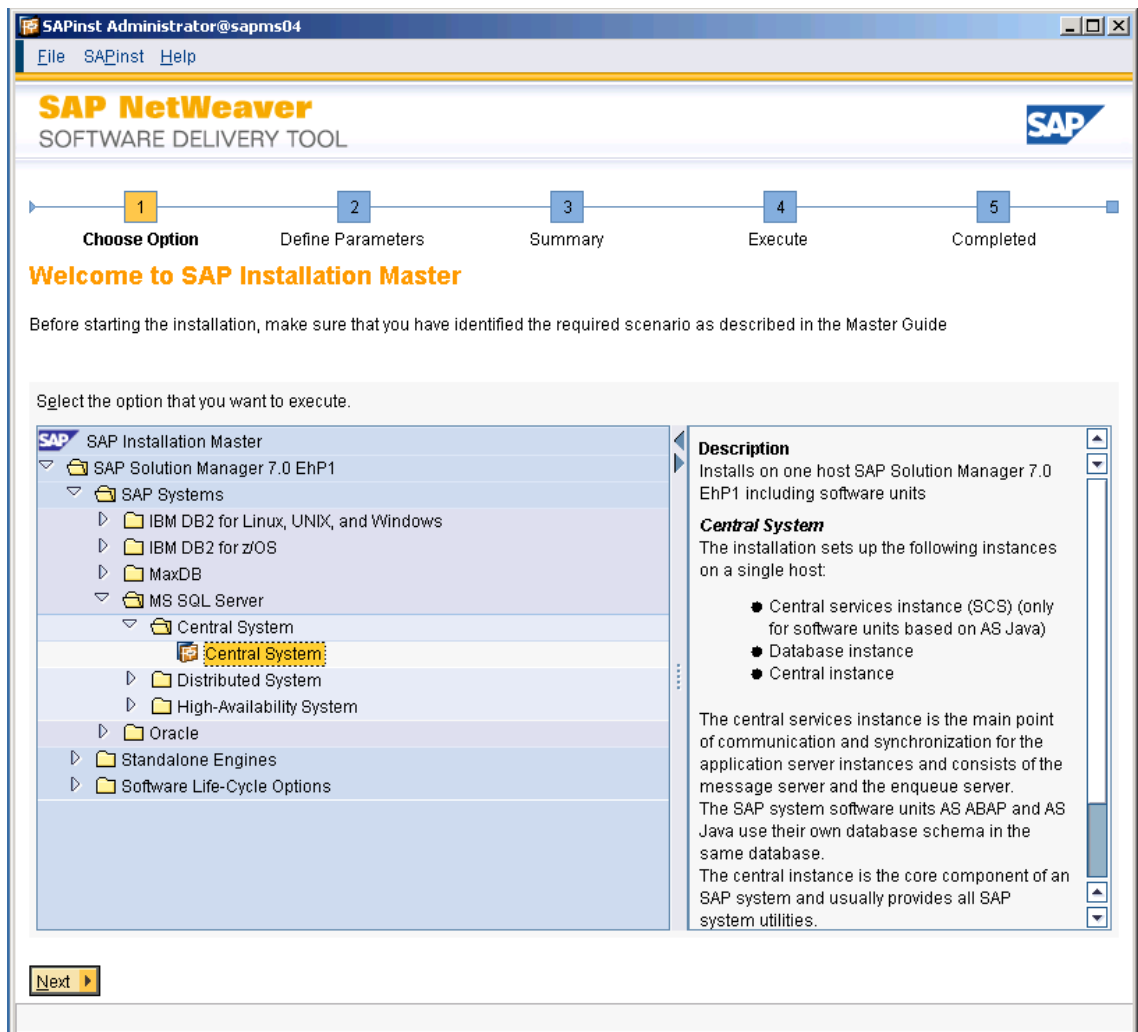 SAPinst Administrator@sapms04
File SAPinst Help
SAP NetWeaver
SOFTWARE DELIVERY TOOL
SAP
1 2 3 4 5
Choose Option Define Parameters Summary Execute Completed
Welcome to SAP Installation Master
Before starting the installation, make sure that you have identified the required scenario as described in the Master Guide
Select the option that you want to execute.
SAP SAP Installation Master
SAP Solution Manager 7.0 EhP1
SAP Systems
IBM DB2 for Linux, UNIX, and Windows
IBM DB2 for z/OS
MaxDB
MS SQL Server
Central System
Central System
Distributed System
High-Availability System
Oracle
Standalone Engines
Software Life-Cycle Options
Description
Installs on one host SAP Solution Manager 7.0
EhP1 including software units
Central System
The installation sets up the following instances
on a single host:
Central services instance (SCS) (only
for software units based on AS Java)
Database instance
Central instance
The central services instance is the main point
of communication and synchronization for the
application server instances and consists of the
message server and the enqueue server.
The SAP system software units AS ABAP and AS
Java use their own database schema in the
same database.
The central instance is the core component of an
SAP system and usually provides all SAP
system utilities.
Next